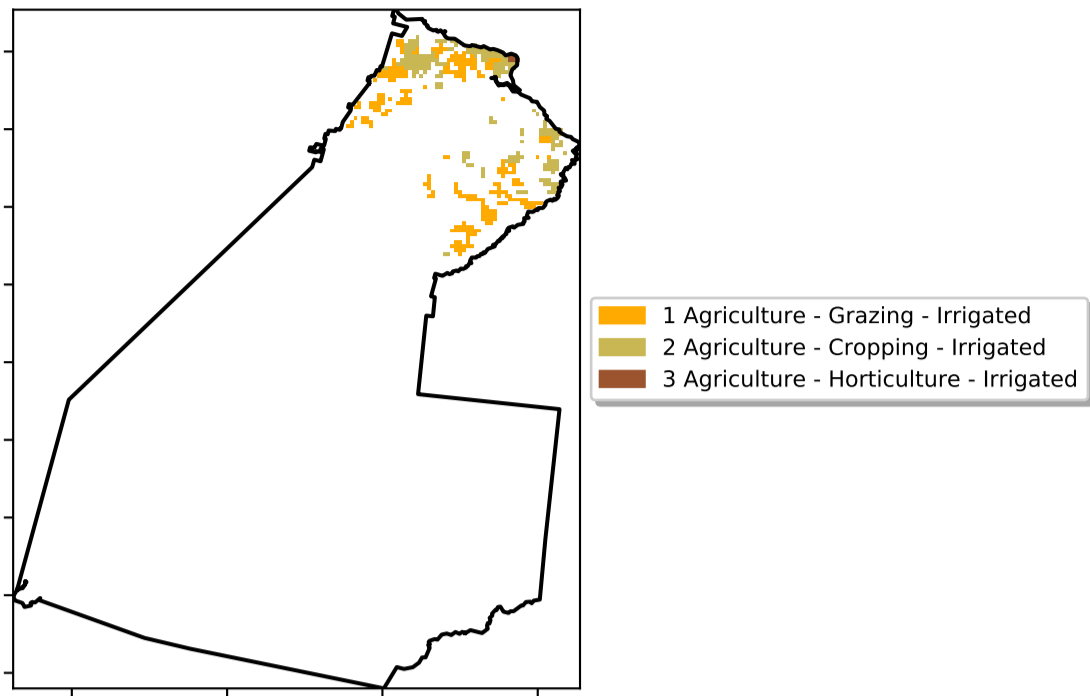 1 Agriculture - Grazing - Irrigated
2 Agriculture - Cropping - Irrigated
3 Agriculture - Horticulture - Irrigated